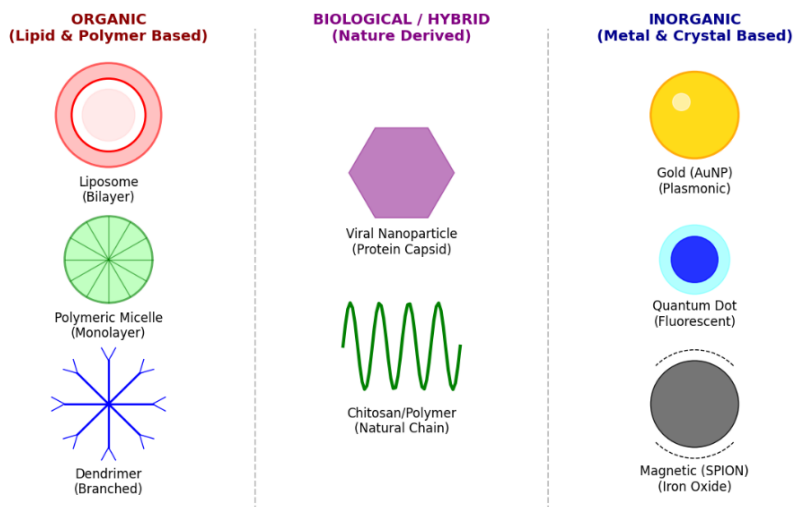 ORGANIC
(Lipid & Polymer Based)
Liposome
(Bilayer)
Polymeric Micelle
(Monolayer)
Dendrimer
(Branched)
BIOLOGICAL / HYBRID
(Nature Derived)
Viral Nanoparticle
(Protein Capsid)
Chitosan/Polymer
(Natural Chain)
INORGANIC
(Metal & Crystal Based)
Gold (AuNP)
(Plasmonic)
Quantum Dot
(Fluorescent)
Magnetic (SPION)
(Iron Oxide)